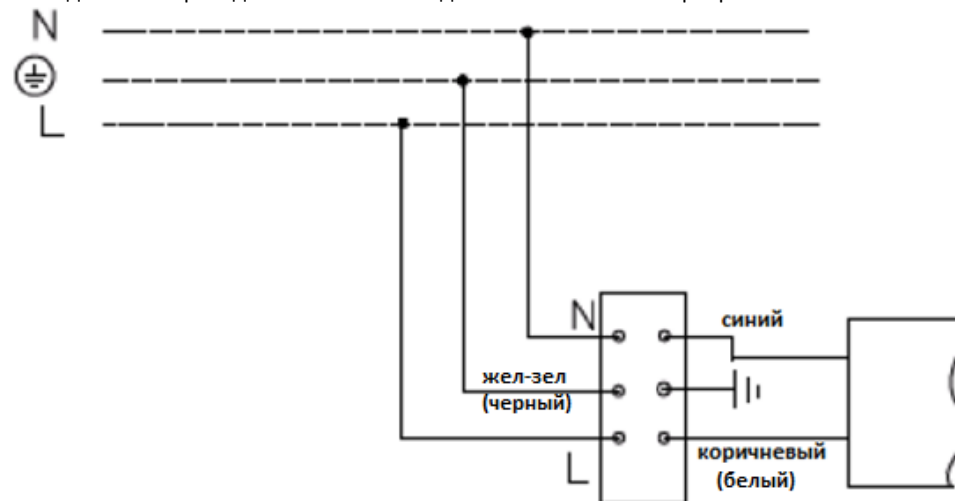 N
L
N
синий
жел-зел
(черный)
коричневый
(белый)
L